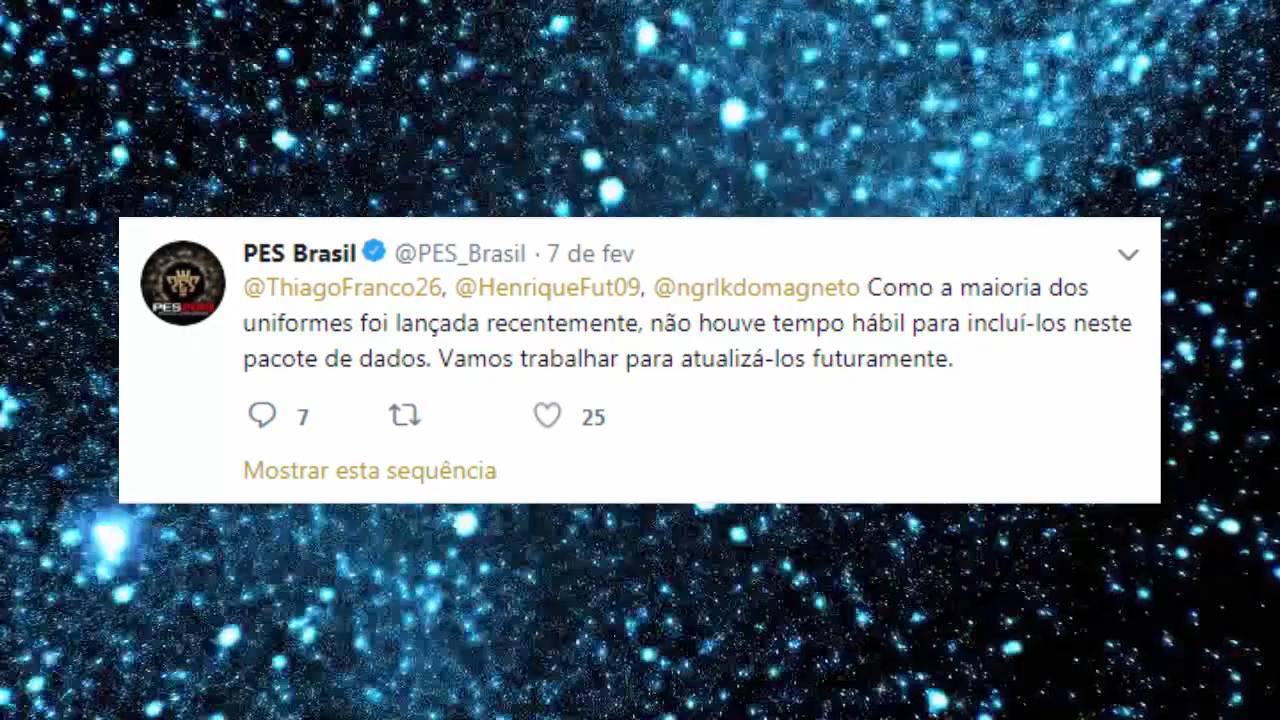 PES Brasil @PES_Brasil · 7 de fev
@ThiagoFranco26, @HenriqueFut09, @ngrlkdomagneto Como a maioria dos
uniformes foi lançada recentemente, não houve tempo hábil para incluí-los neste
pacote de dados. Vamos trabalhar para atualizá-los futuramente.
7 25
Mostrar esta sequência